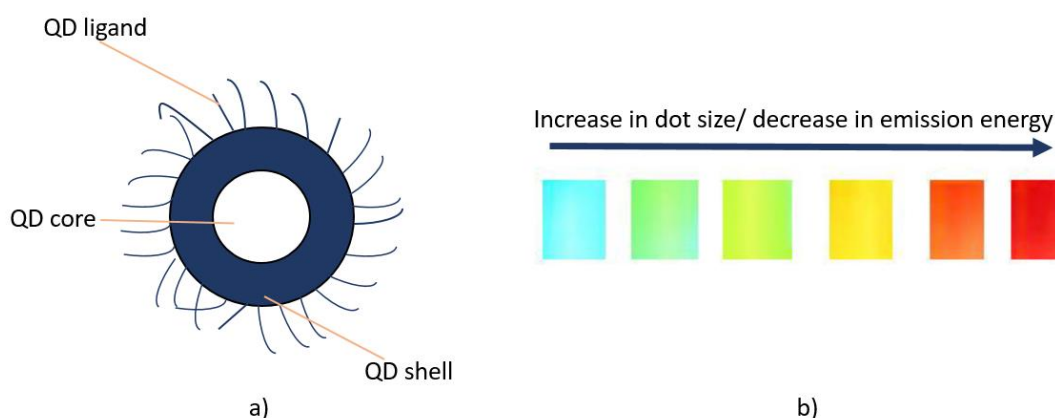 QD ligand
QD core
QD shell
a)
Increase in dot size/ decrease in emission energy
b)